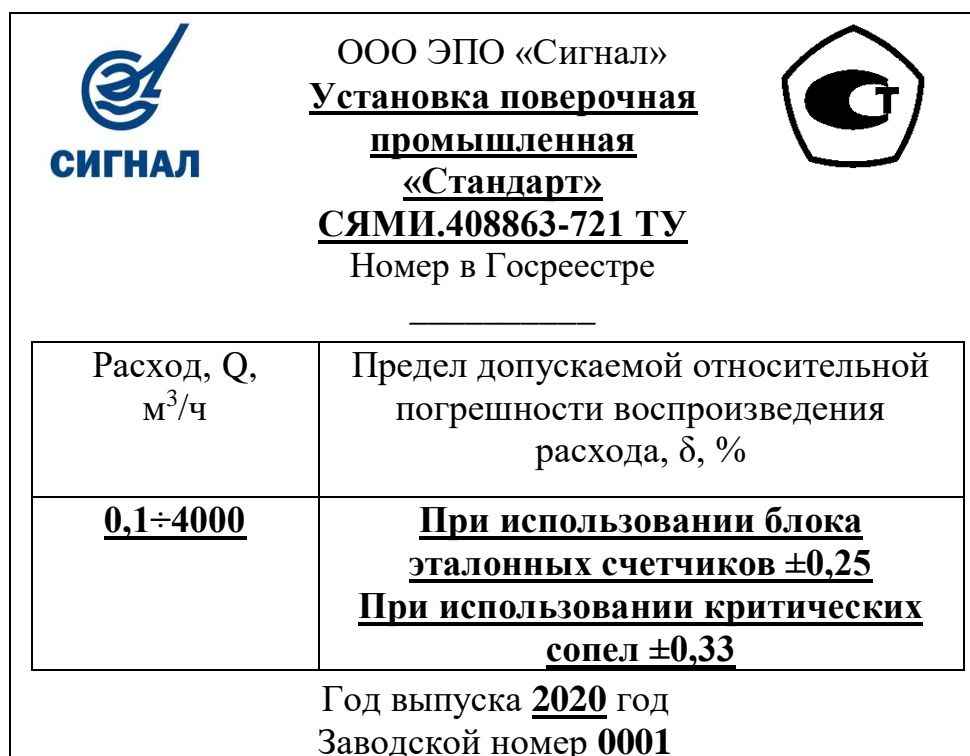 СИГНАЛ
ООО ЭПО «Сигнал»
Установка поверочная
промышленная
«Стандарт»
СЯМИ.408863-721 ТУ
Номер в Госреестре
__________
Расход, Q,
м³/ч
Предел допускаемой относительной
погрешности воспроизведения
расхода, δ, %
0,1÷4000
При использовании блока
эталонных счетчиков ±0,25
При использовании критических
сопел ±0,33
Год выпуска 2020 год
Заводской номер 0001